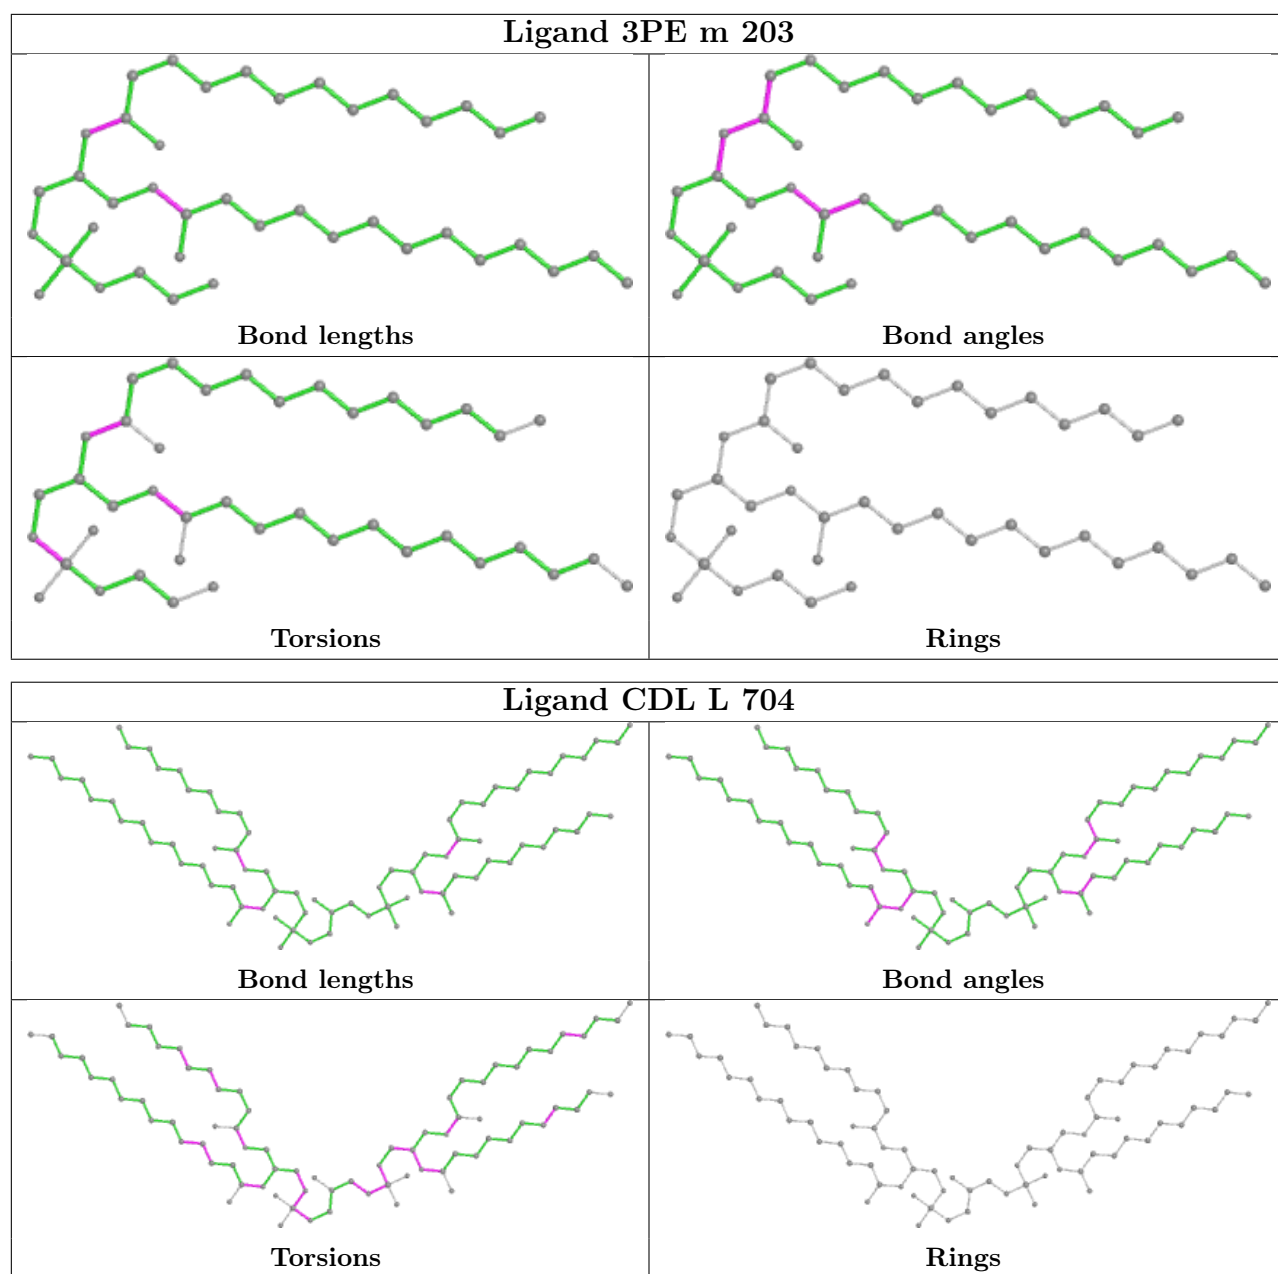 Ligand 3PE m 203
Bond lengths
Bond angles
Torsions
Rings
Ligand CDL L 704
Bond lengths
Bond angles
Torsions
Rings